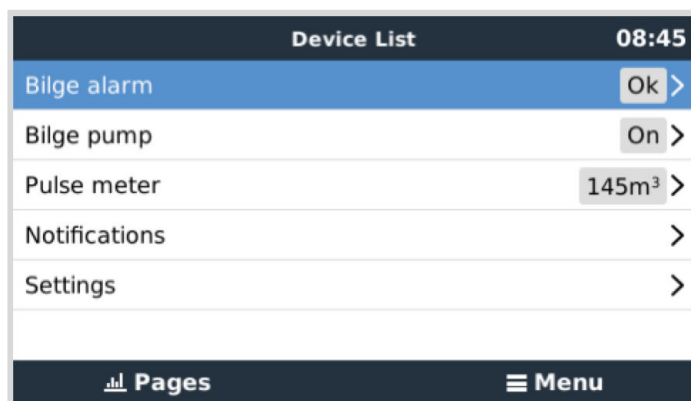 Device List 08:45
Bilge alarm Ok
Bilge pump On
Pulse meter 145m³
Notifications
Settings
Pages Menu